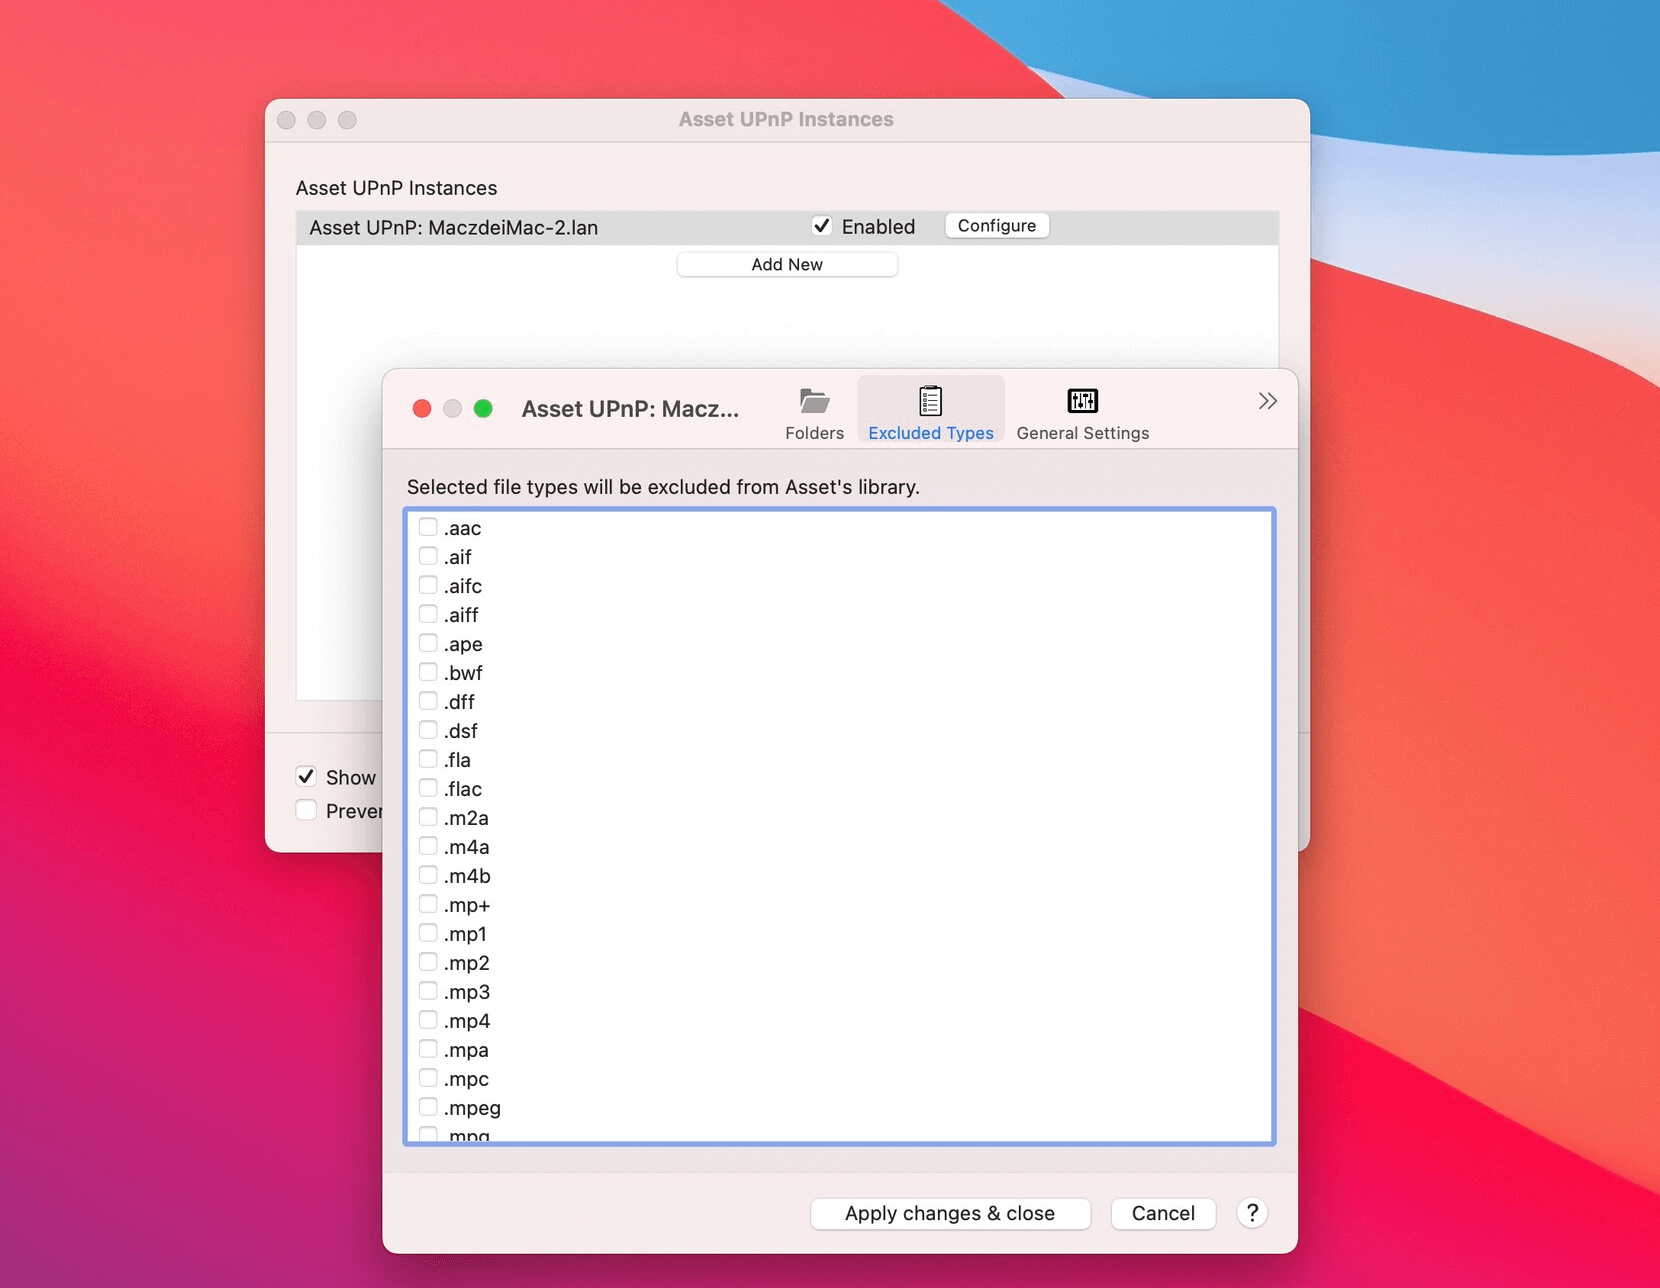 Asset UPnP Instances
Asset UPnP Instances
Asset UPnP: MaczdeiMac-2.lan Enabled Configure
Add New
Asset UPnP: Macz... Folders Excluded Types General Settings
Selected file types will be excluded from Asset's library.
.aac
.aif
.aifc
.aiff
.ape
.bwf
.dff
.dsf
.fla
.flac
.m2a
.m4a
.m4b
.mp+
.mp1
.mp2
.mp3
.mp4
.mpa
.mpc
.mpeg
Show
Apply changes & close Cancel ?